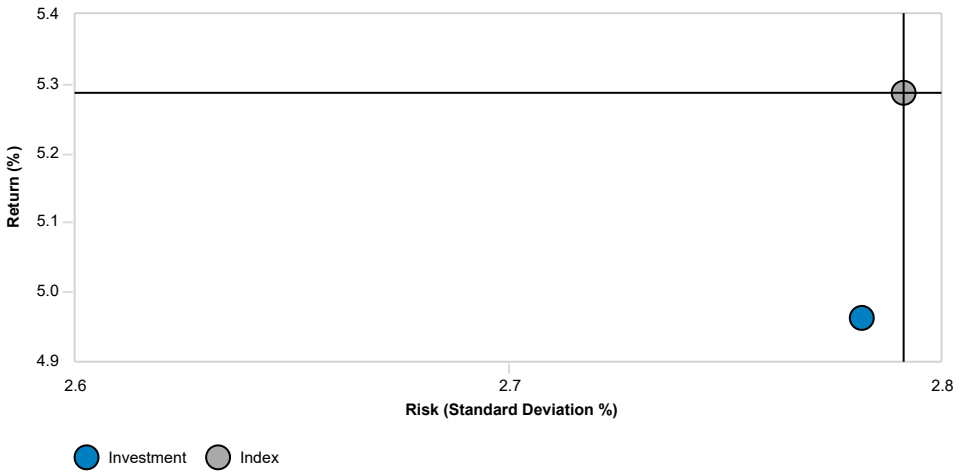 5.4
5.3
5.2
5.1
5.0
4.9
Return (%)
2.6 2.7 2.8
Risk (Standard Deviation %)
Investment Index